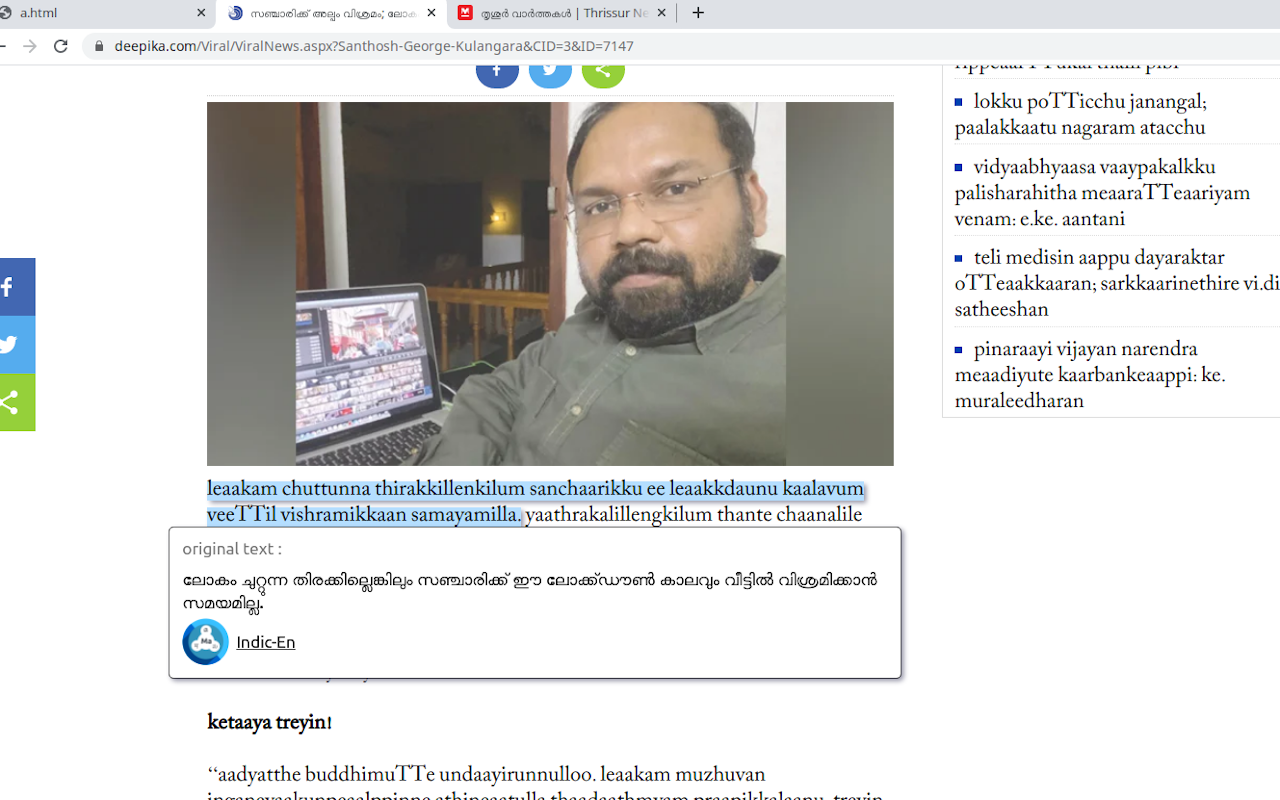 a.html
സഞ്ചാരിക്ക് അല്പം വിശ്രമം; ലോക
തൃശൂർ വാർത്തകൾ | Thrissur Ne
deepika.com/Viral/ViralNews.aspx?Santhosh-George-Kulangara&CID=3&ID=7147
leaakam chuttunna thirakkillenkilum sanchaarikku ee leaakkdaunu kaalavum
veeTTil vishramikkaan samayamilla. yaathrakalillengkilum thante chaanalile
original text :
ലോകം ചുറ്റുന്ന തിരക്കില്ലെങ്കിലും സഞ്ചാരിക്ക് ഈ ലോക്ക്ഡൗൺ കാലവും വീട്ടിൽ വിശ്രമിക്കാൻ
സമയമില്ല.
Ma
Indic-En
ketaaya treyin!
“aadyatthe buddhimuTTe undaayirunnulloo. leaakam muzhuvan
lokku poTTicchu janangal;
paalakkaatu nagaram atacchu
vidyaabhyaasa vaaypakalkku
palisharahitha meaaraTTeaariyam
venam: e.ke. aantani
teli medisin aappu dayaraktar
oTTeaakkaaran; sarkkaarinethire vi.di
satheeshan
pinaraayi vijayan narendra
meaadiyute kaarbankeaappi: ke.
muraleedharan